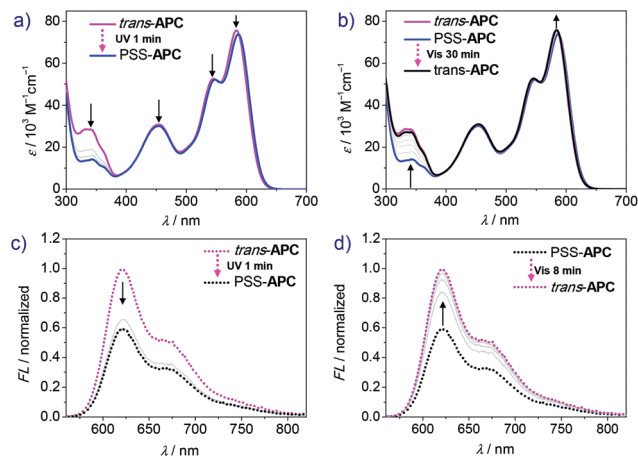 a)
trans-APC
UV 1 min
PSS-APC
ε / 10³ M⁻¹cm⁻¹
80
60
40
20
0
300 400 500 600 700
λ / nm
b)
trans-APC
PSS-APC
Vis 30 min
trans-APC
ε / 10³ M⁻¹cm⁻¹
80
60
40
20
0
300 400 500 600 700
λ / nm
c)
trans-APC
UV 1 min
PSS-APC
FL / normalized
1.2
1.0
0.8
0.6
0.4
0.2
0.0
600 650 700 750 800
λ / nm
d)
PSS-APC
Vis 8 min
trans-APC
FL / normalized
1.2
1.0
0.8
0.6
0.4
0.2
0.0
600 650 700 750 800
λ / nm